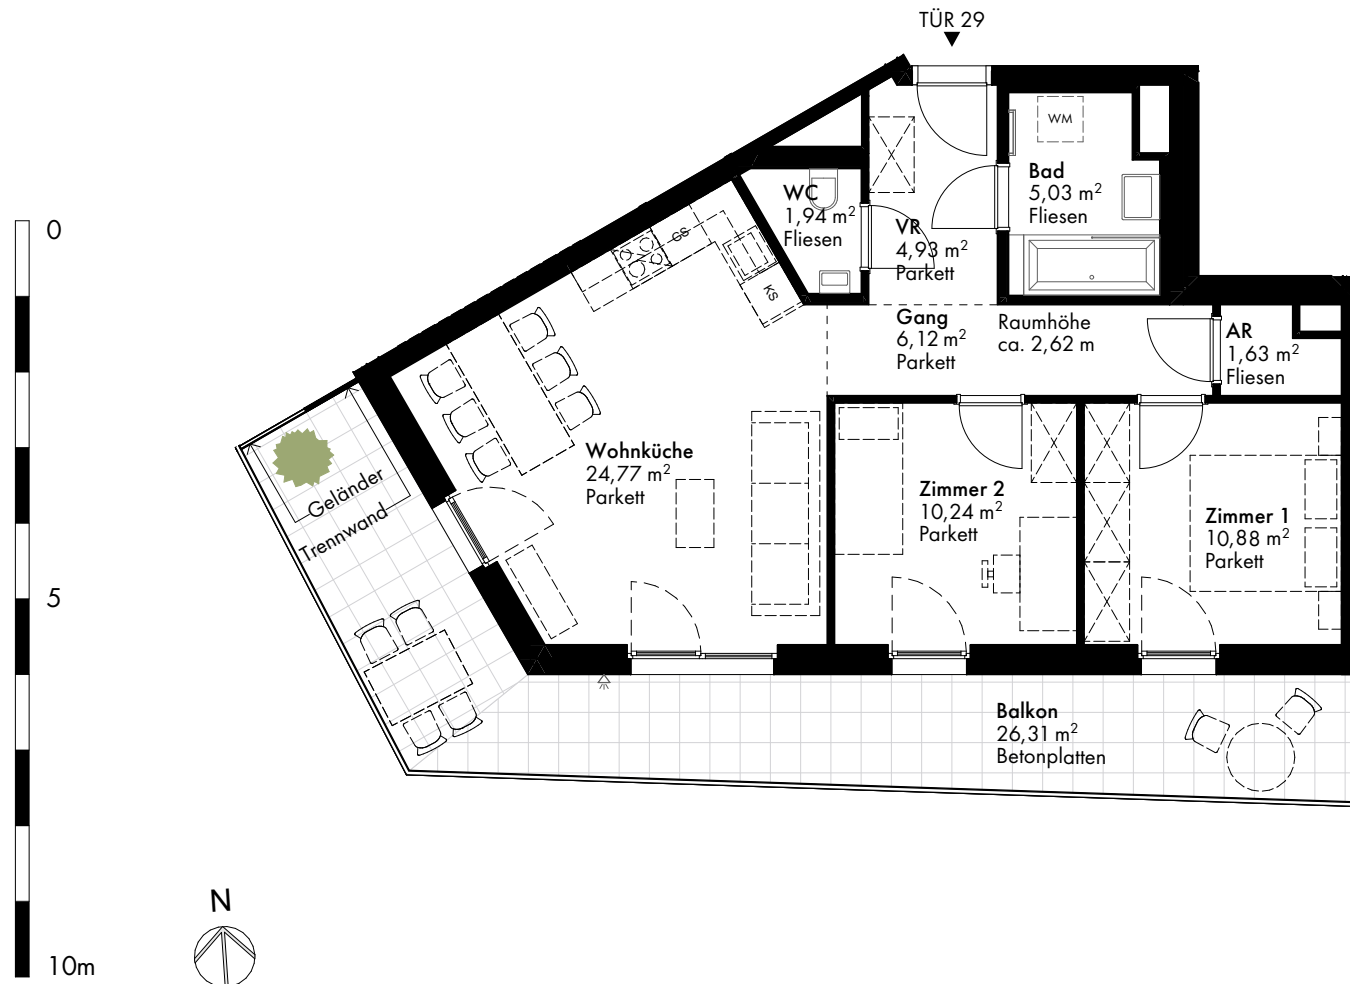 TÜR 29
WM
Bad
5,03 m²
Fliesen
WC
1,94 m²
Fliesen
VR
4,93 m²
Parkett
GS
KS
0
Gang
6,12 m²
Parkett
Raumhöhe
ca. 2,62 m
AR
1,63 m²
Fliesen
Wohnküche
24,77 m²
Parkett
Geländer
Trennwand
Zimmer 2
10,24 m²
Parkett
Zimmer 1
10,88 m²
Parkett
5
Balkon
26,31 m²
Betonplatten
N
10m